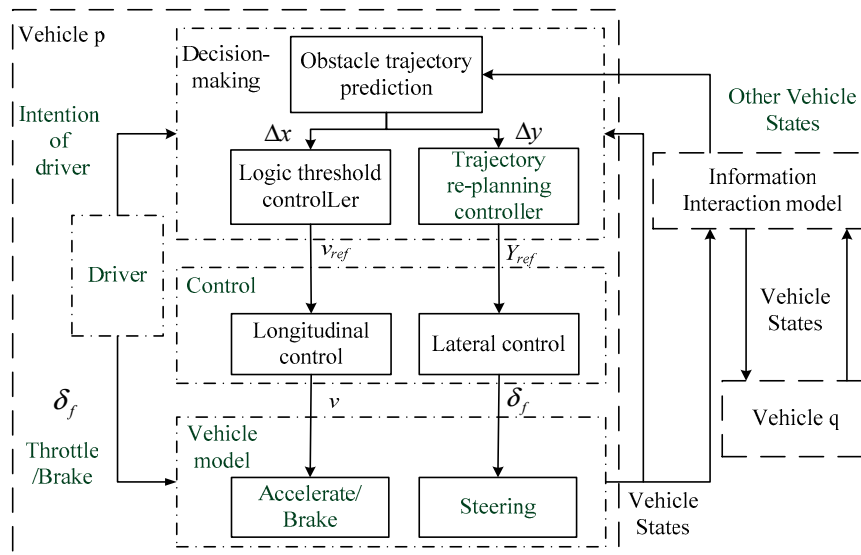 Vehicle p
Decision-
making
Obstacle trajectory
prediction
Other Vehicle
States
Intention
of
driver
Δx
Δy
Logic threshold
controlLer
Trajectory
re-planning
controller
Information
Interaction model
v_ref
Y_ref
Driver
Control
Vehicle
States
Longitudinal
control
Lateral control
δ_f
v
δ_f
Vehicle q
Throttle
/Brake
Vehicle
model
Accelerate/
Brake
Steering
Vehicle
States